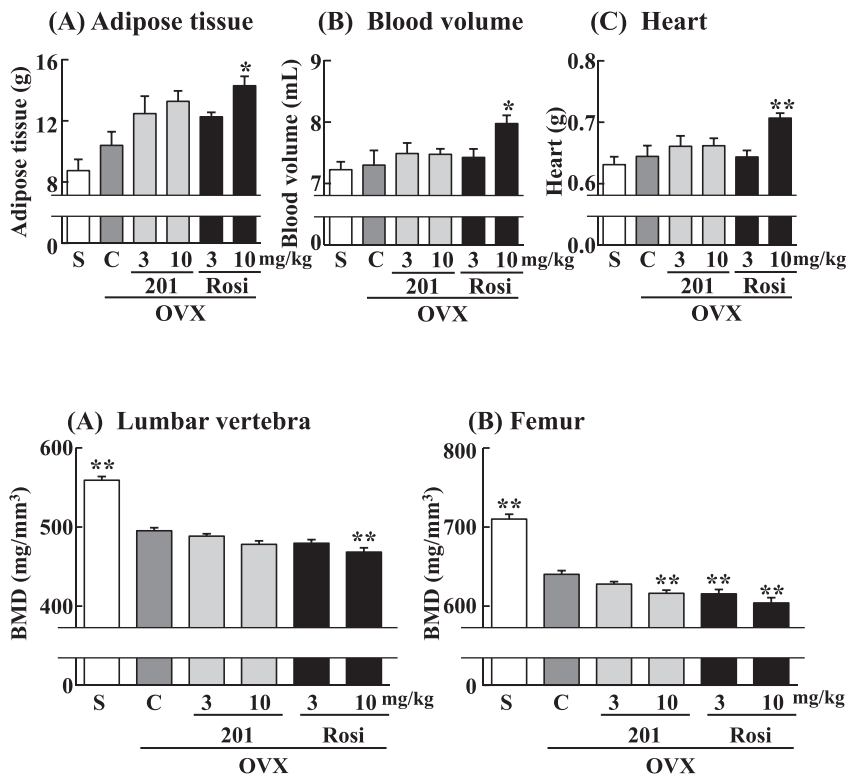 (A) Adipose tissue
Adipose tissue (g)
16
12
8
0
*
S C 3 10 3 10 mg/kg
201 Rosi
OVX
(B) Blood volume
Blood volume (mL)
9
8
7
0
*
S C 3 10 3 10 mg/kg
201 Rosi
OVX
(C) Heart
Heart (g)
0.8
0.7
0.6
0.0
**
S C 3 10 3 10 mg/kg
201 Rosi
OVX
(A) Lumbar vertebra
BMD (mg/mm³)
600
500
400
0
**
**
S C 3 10 3 10 mg/kg
201 Rosi
OVX
(B) Femur
BMD (mg/mm³)
800
700
600
0
**
** ** **
S C 3 10 3 10 mg/kg
201 Rosi
OVX